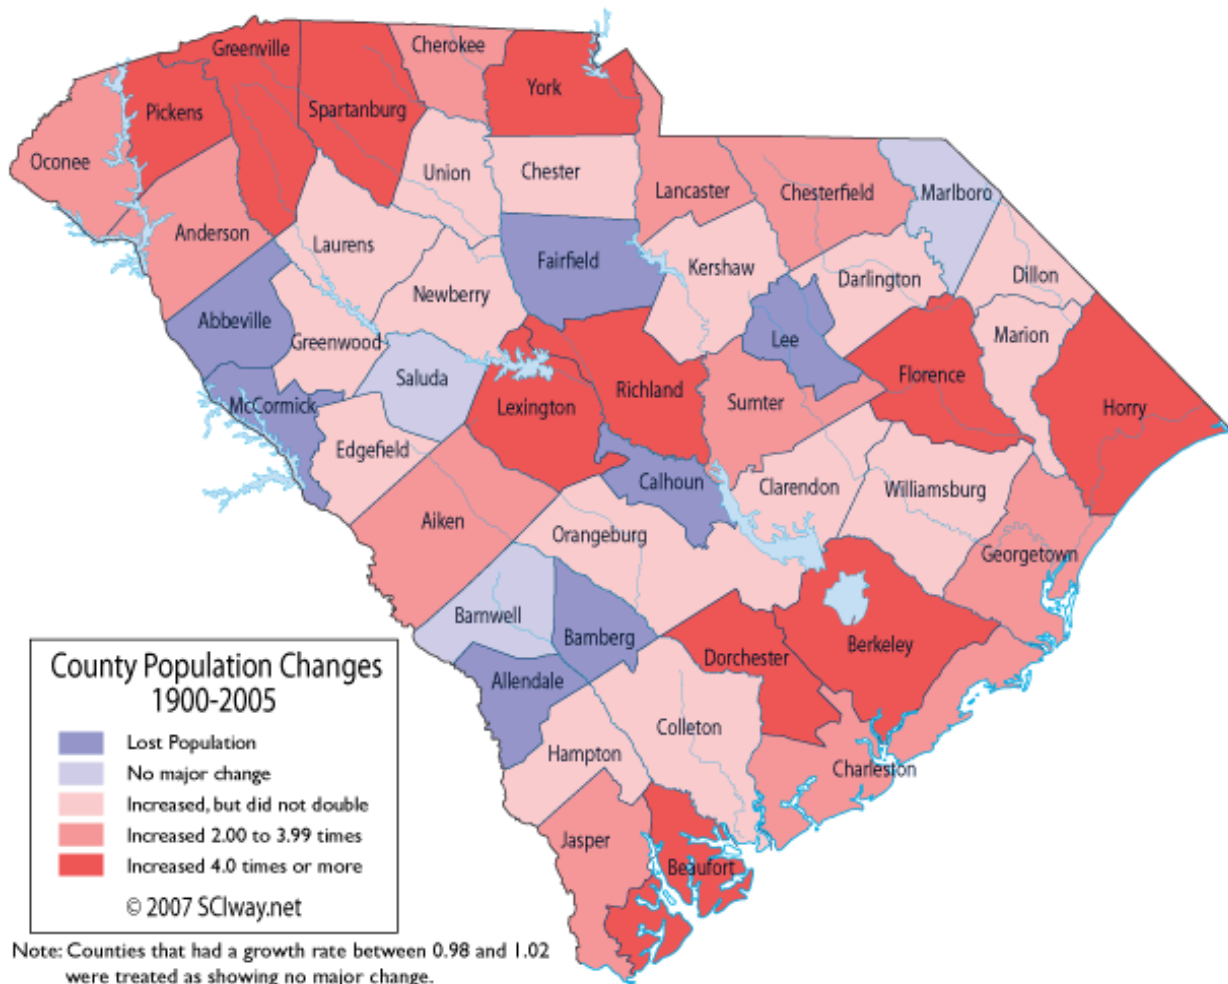 Greenville
Cherokee
York
Pickens
Spartanburg
Oconee
Union
Chester
Lancaster
Chesterfield
Marlboro
Anderson
Laurens
Fairfield
Kershaw
Darlington
Dillon
Newberry
Abbeville
Greenwood
Lee
Marion
Saluda
Richland
Florence
McCormick
Lexington
Sumter
Horry
Edgefield
Calhoun
Clarendon
Williamsburg
Aiken
Orangeburg
Georgetown
Barnwell
Bamberg
Berkeley
Dorchester
Allendale
Colleton
Hampton
Charleston
Jasper
Beaufort
County Population Changes
1900-2005
Lost Population
No major change
Increased, but did not double
Increased 2.00 to 3.99 times
Increased 4.0 times or more
© 2007 SCIway.net
Note: Counties that had a growth rate between 0.98 and 1.02
were treated as showing no major change.